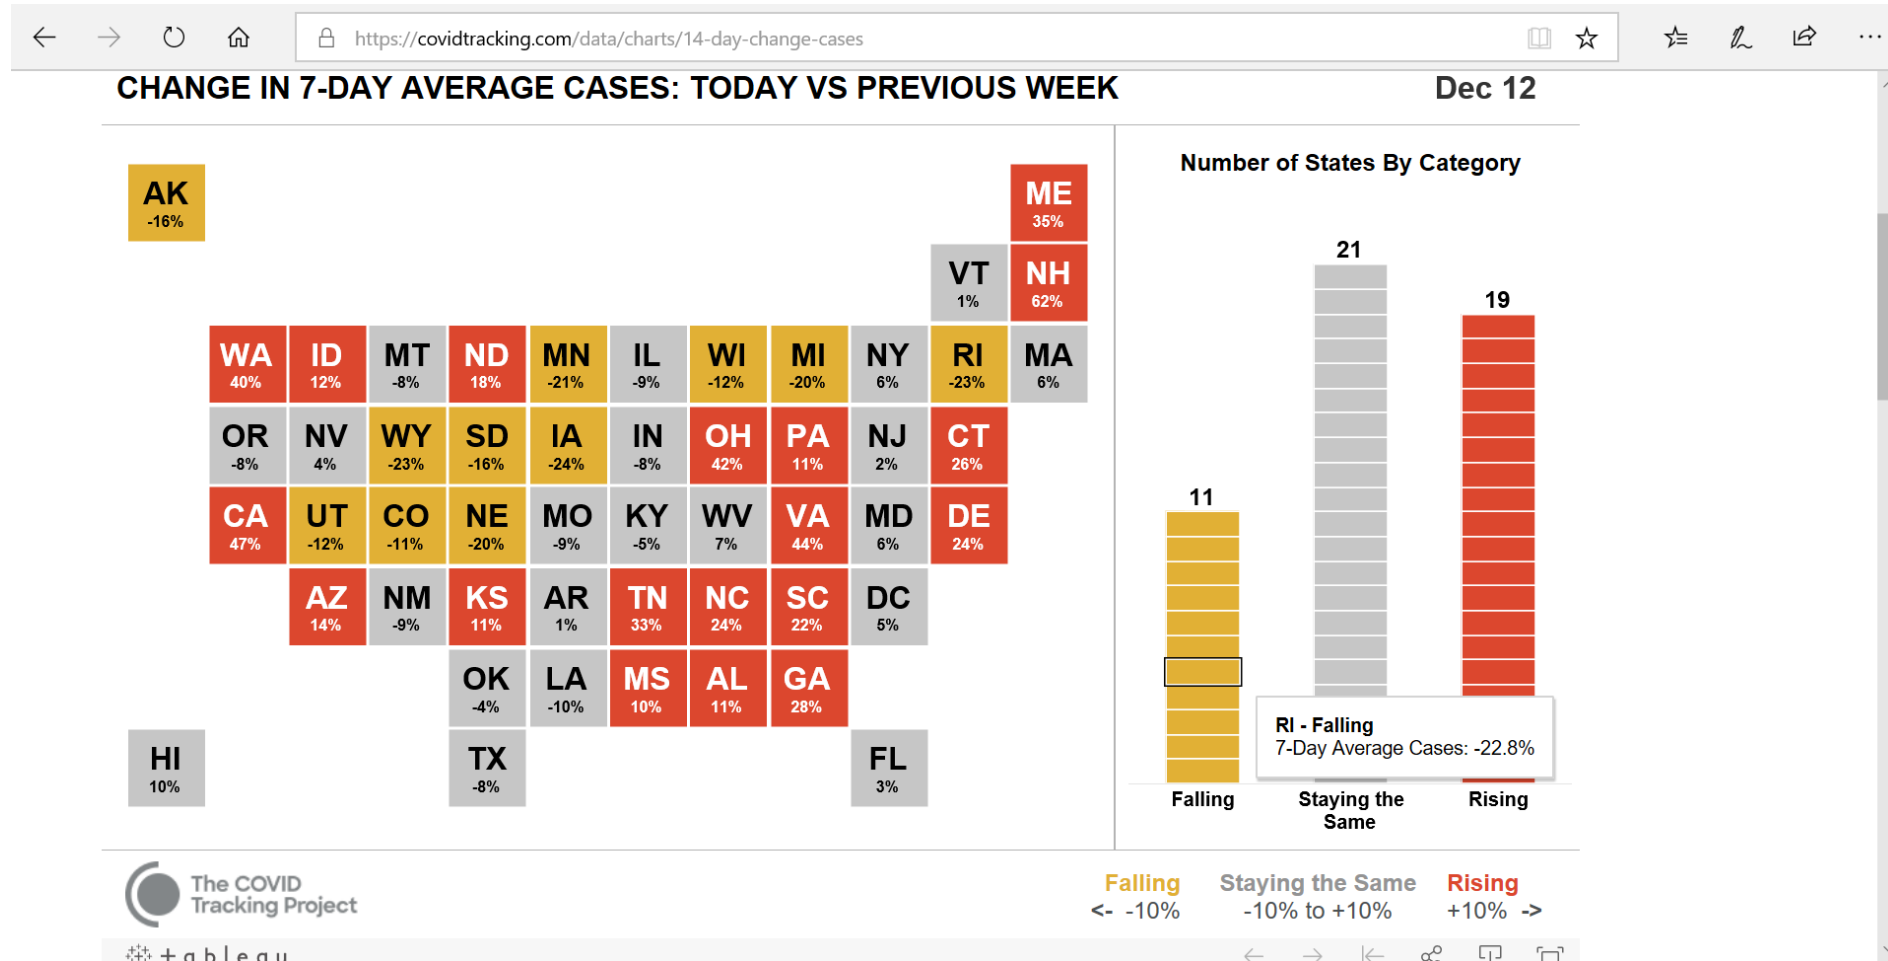 https://covidtracking.com/data/charts/14-day-change-cases
CHANGE IN 7-DAY AVERAGE CASES: TODAY VS PREVIOUS WEEK
Dec 12
Number of States By Category
AK
-16%
ME
35%
VT
1%
NH
62%
WA
40%
ID
12%
MT
-8%
ND
18%
MN
-21%
IL
-9%
WI
-12%
MI
-20%
NY
6%
RI
-23%
MA
6%
OR
-8%
NV
4%
WY
-23%
SD
-16%
IA
-24%
IN
-8%
OH
42%
PA
11%
NJ
2%
CT
26%
CA
47%
UT
-12%
CO
-11%
NE
-20%
MO
-9%
KY
-5%
WV
7%
VA
44%
MD
6%
DE
24%
AZ
14%
NM
-9%
KS
11%
AR
1%
TN
33%
NC
24%
SC
22%
DC
5%
OK
-4%
LA
-10%
MS
10%
AL
11%
GA
28%
HI
10%
TX
-8%
FL
3%
11
21
19
RI - Falling
7-Day Average Cases: -22.8%
Falling
Staying the
Same
Rising
The COVID
Tracking Project
Falling
<- -10%
Staying the Same
-10% to +10%
Rising
+10% ->
+ a b l e a u